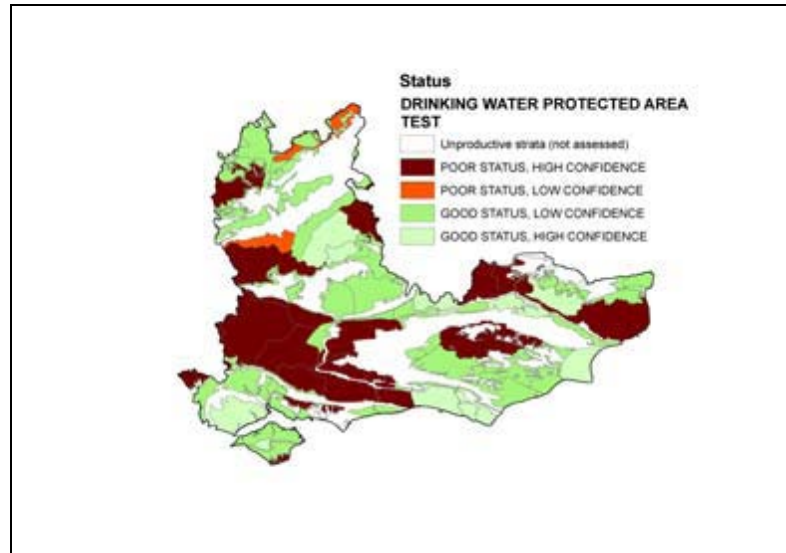 Status
DRINKING WATER PROTECTED AREA
TEST
Unproductive strata (not assessed)
POOR STATUS, HIGH CONFIDENCE
POOR STATUS, LOW CONFIDENCE
GOOD STATUS, LOW CONFIDENCE
GOOD STATUS, HIGH CONFIDENCE